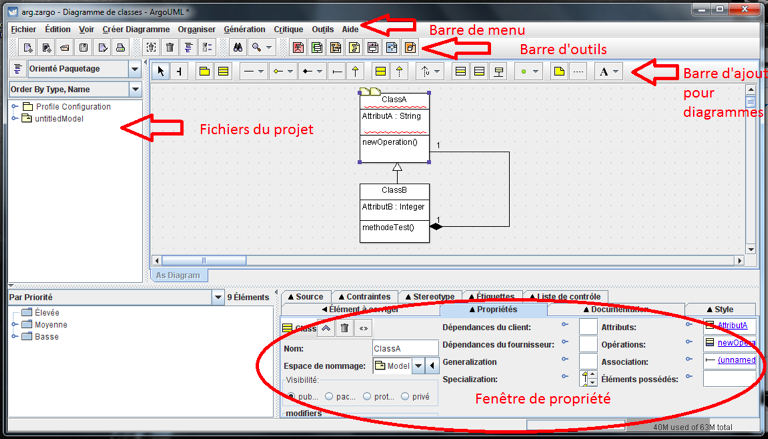 arg.zargo - Diagramme de classes - ArgoUML *
Fichier Édition Voir Créer Diagramme Organiser Génération Critique Outils Aide
Barre de menu
Barre d'outils
Orienté Paquetage
Order By Type, Name
Profile Configuration
untitledModel
Fichiers du projet
A
Barre d'ajout
pour
diagrammes
ClassA
AttributA : String
newOperation()
1
ClassB
AttributB : Integer
methodeTest()
1
As Diagram
Par Priorité
9 Éléments
Élevée
Moyenne
Basse
Source Contraintes Stereotype Étiquettes Liste de contrôle
Élément à corriger Propriétés Documentation Style
Class
Nom: ClassA
Espace de nommage: Model
Visibilité:
pub... pac... prot... privé
modifiers
Dépendances du client:
Dépendances du fournisseur:
Generalization
Specialization:
Attributs: AttributA
Opérations: newOpera
Association: (unnamed
Éléments possédés:
Fenêtre de propriété
40M used of 63M total